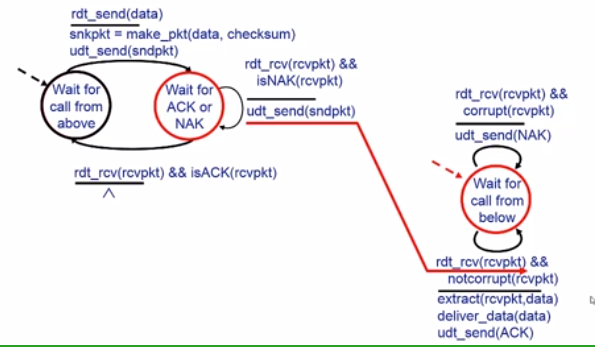 rdt_send(data)
snkpkt = make_pkt(data, checksum)
udt_send(sndpkt)
Wait for
call from
above
Wait for
ACK or
NAK
rdt_rcv(rcvpkt) &&
isNAK(rcvpkt)
udt_send(sndpkt)
rdt_rcv(rcvpkt) && isACK(rcvpkt)
Λ
rdt_rcv(rcvpkt) &&
corrupt(rcvpkt)
udt_send(NAK)
Wait for
call from
below
rdt_rcv(rcvpkt) &&
notcorrupt(rcvpkt)
extract(rcvpkt,data)
deliver_data(data)
udt_send(ACK)